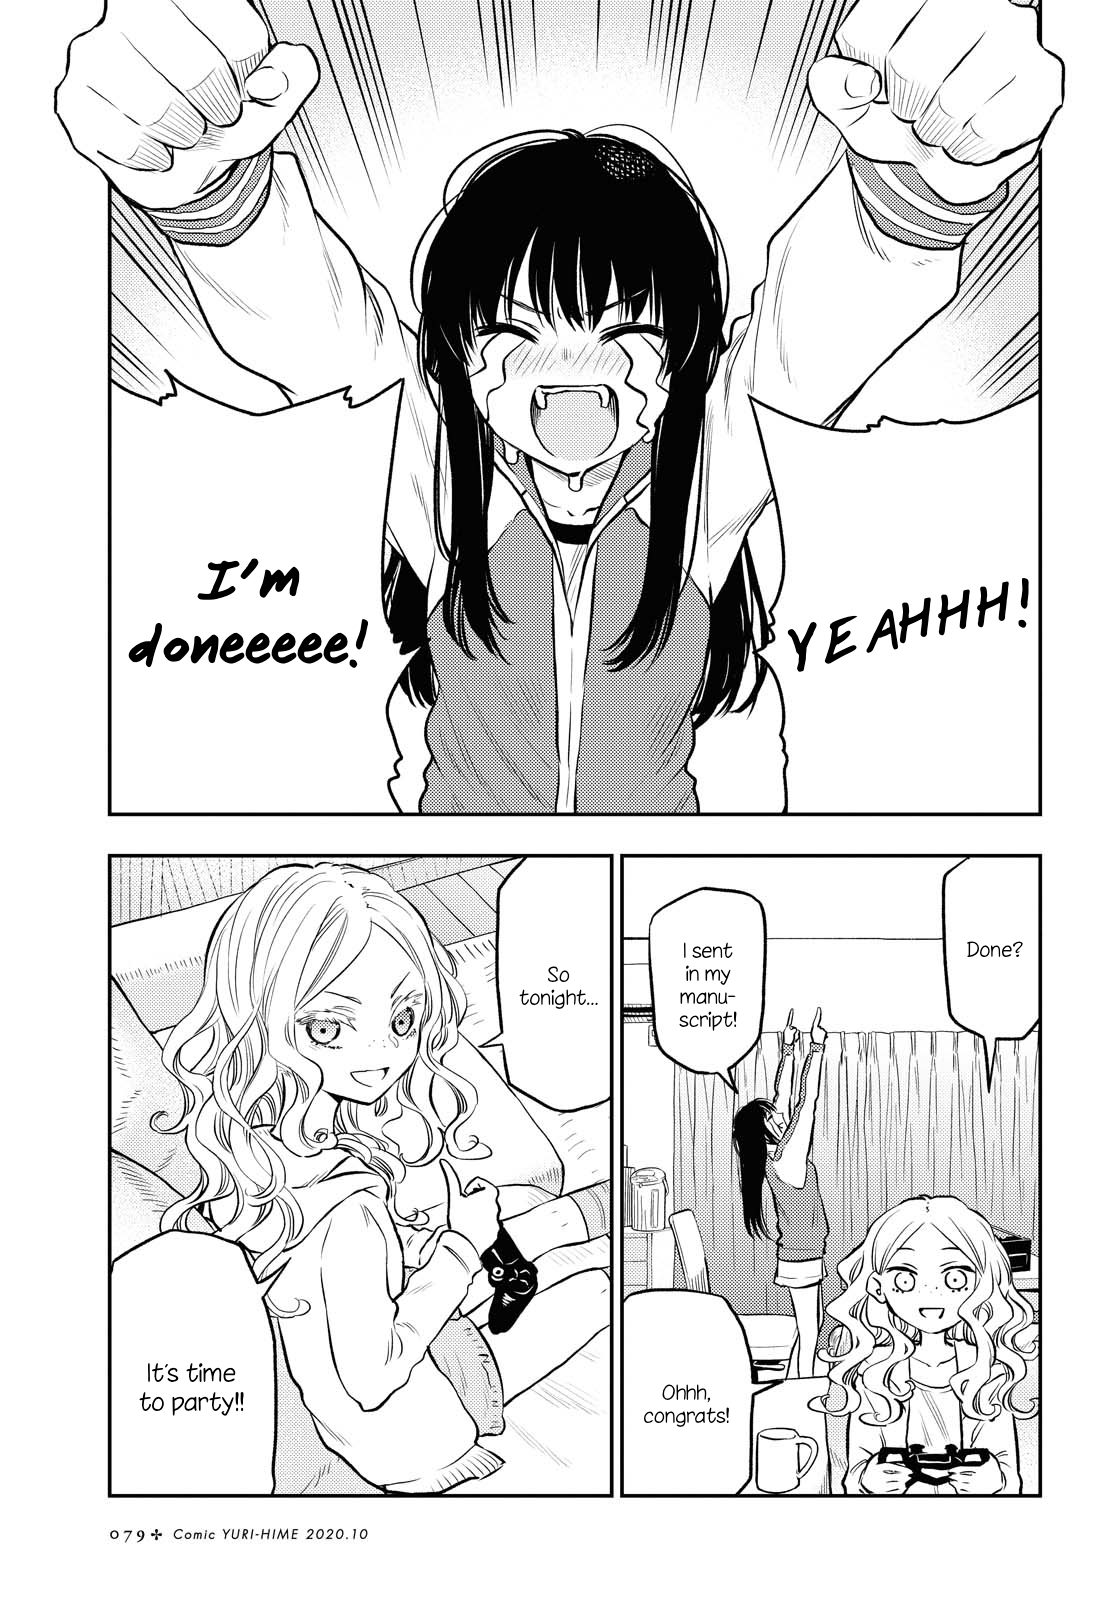 YEAHHH!
I'm
doneeeee!
Done?
I sent
in my
manu-
script!
Ohhh,
congrats!
So
tonight...
It's time
to party!!
079✣ Comic YURI-HIME 2020.10